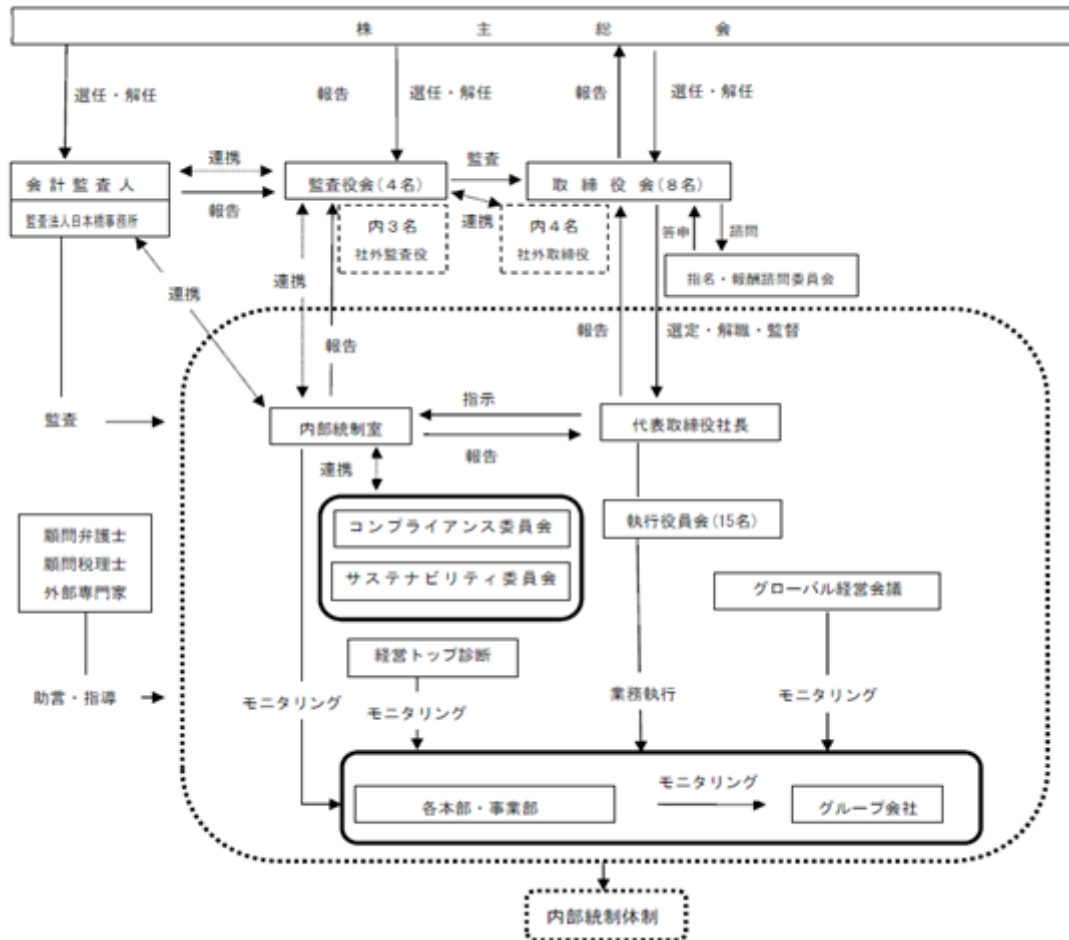 株主総会
選任・解任
報告
選任・解任
報告
選任・解任
会計監査人
監査法人日本橋事務所
連携
報告
監査役会(4名)
監査
連携
取締役会(8名)
内3名
社外監査役
内4名
社外取締役
答申
諮問
指名・報酬諮問委員会
連携
連携
報告
報告
選定・解職・監督
監査
内部統制室
指示
報告
代表取締役社長
連携
コンプライアンス委員会
サステナビリティ委員会
執行役員会(15名)
顧問弁護士
顧問税理士
外部専門家
グローバル経営会議
経営トップ診断
助言・指導
モニタリング
モニタリング
業務執行
モニタリング
各本部・事業部
モニタリング
グループ会社
内部統制体制